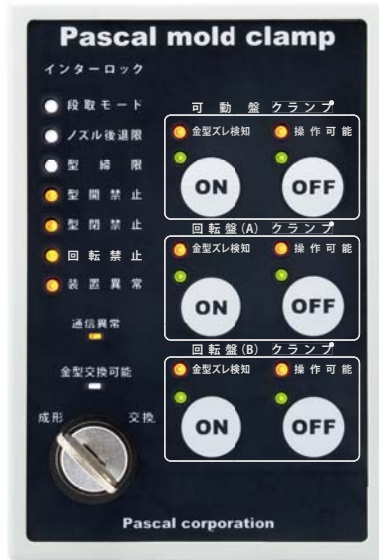 Pascal mold clamp
インターロック
段取モード
ノズル後退限
型締限
型開禁止
型閉禁止
回転禁止
装置異常
通信異常
金型交換可能
成形 交換
可動盤クランプ
金型ズレ検知 操作可能
ON OFF
回転盤(A) クランプ
金型ズレ検知 操作可能
ON OFF
回転盤(B) クランプ
金型ズレ検知 操作可能
ON OFF
Pascal corporation